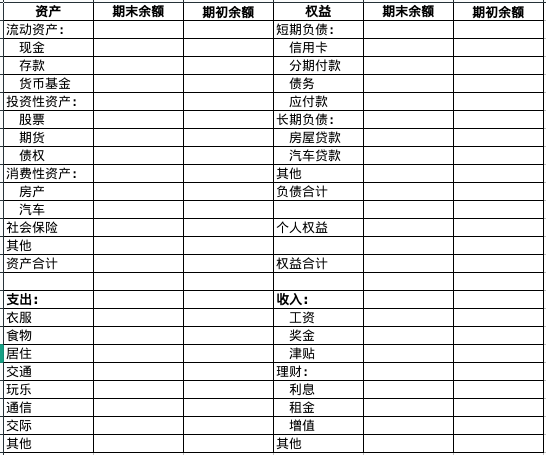 资产 期末余额 期初余额 权益 期末余额 期初余额
流动资产: 短期负债:
现金 信用卡
存款 分期付款
货币基金 债务
投资性资产: 应付款
股票 长期负债:
期货 房屋贷款
债权 汽车贷款
消费性资产: 其他
房产 负债合计
汽车
社会保险 个人权益
其他
资产合计 权益合计
支出: 收入:
衣服 工资
食物 奖金
居住 津贴
交通 理财:
玩乐 利息
通信 租金
交际 增值
其他 其他